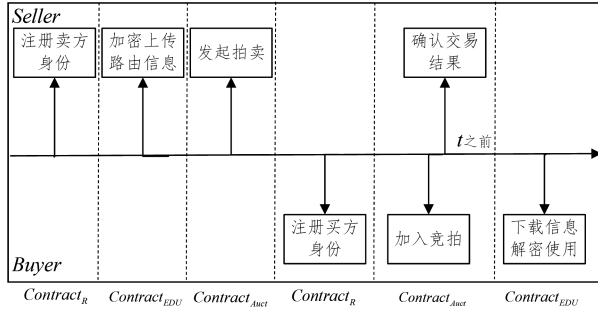 Seller
注册卖方
身份
加密上传
路由信息
发起拍卖
确认交易
结果
t之前
注册买方
身份
加入竞拍
下载信息
解密使用
Buyer
Contract_R Contract_EDU Contract_Auct Contract_R Contract_Auct Contract_EDU